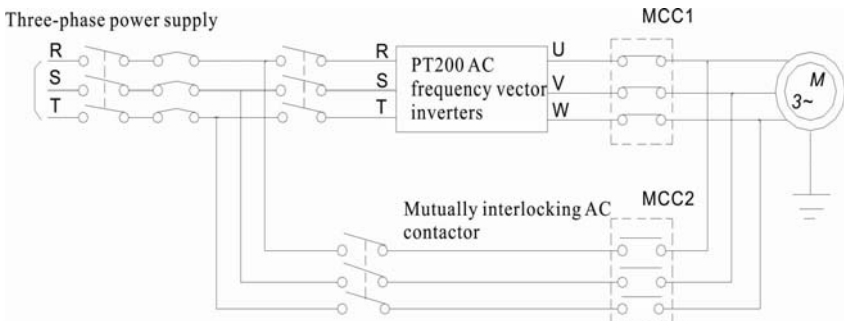 MCC1
Three-phase power supply
R
R
U
S
S
V
T
T
W
PT200 AC
frequency vector
inverters
M
3~
MCC2
Mutually interlocking AC
contactor